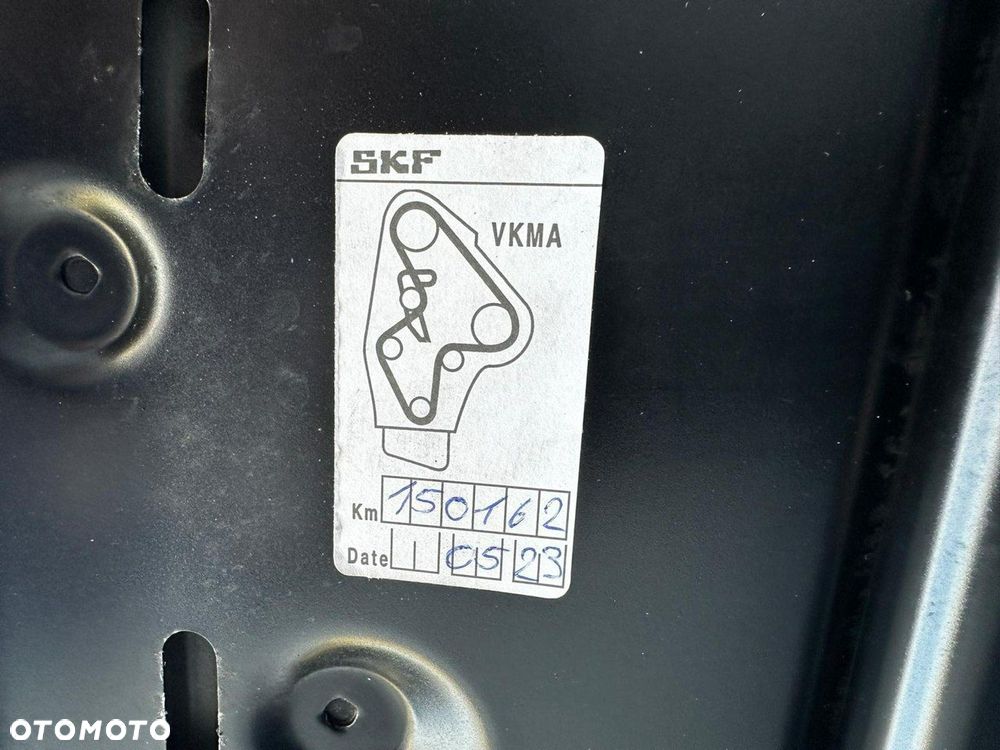 SKF
VKMA
Km 150162
Date 05 23
OTOMOTO